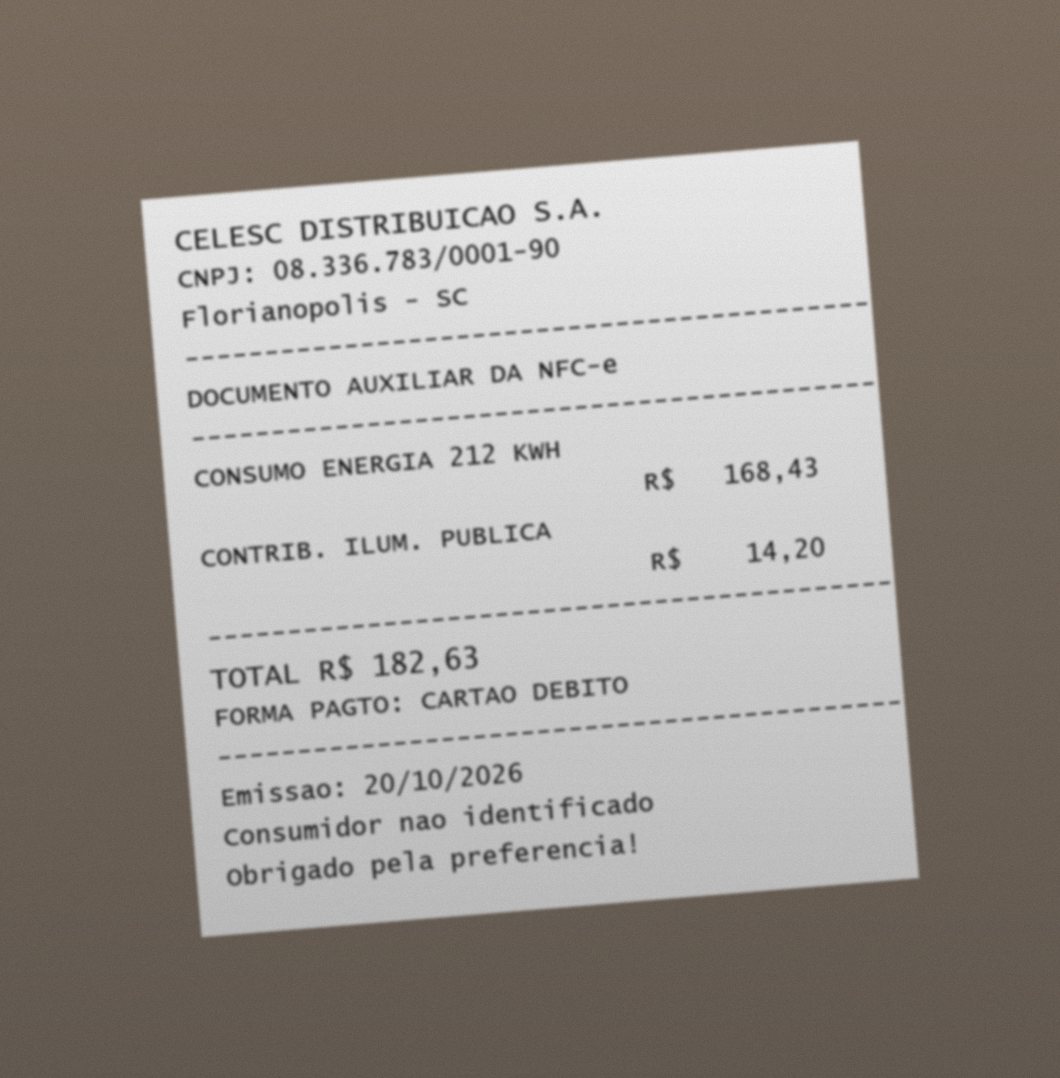 CELESC DISTRIBUICAO S.A.
CNPJ: 08.336.783/0001-90
Florianopolis - SC
-------------------------------------------
DOCUMENTO AUXILIAR DA NFC-e
-------------------------------------------
CONSUMO ENERGIA 212 KWH
R$ 168,43
CONTRIB. ILUM. PUBLICA
R$ 14,20
-------------------------------------------
TOTAL R$ 182,63
FORMA PAGTO: CARTAO DEBITO
-------------------------------------------
Emissao: 20/10/2026
Consumidor nao identificado
Obrigado pela preferencia!